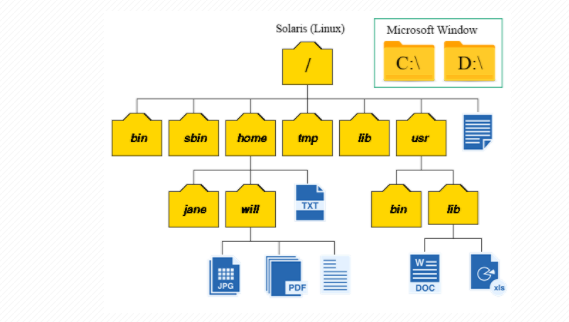 Solaris (Linux)
Microsoft Window
/
C:\
D:\
bin
sbin
home
tmp
lib
usr
jane
will
TXT
bin
lib
JPG
PDF
W
DOC
xls